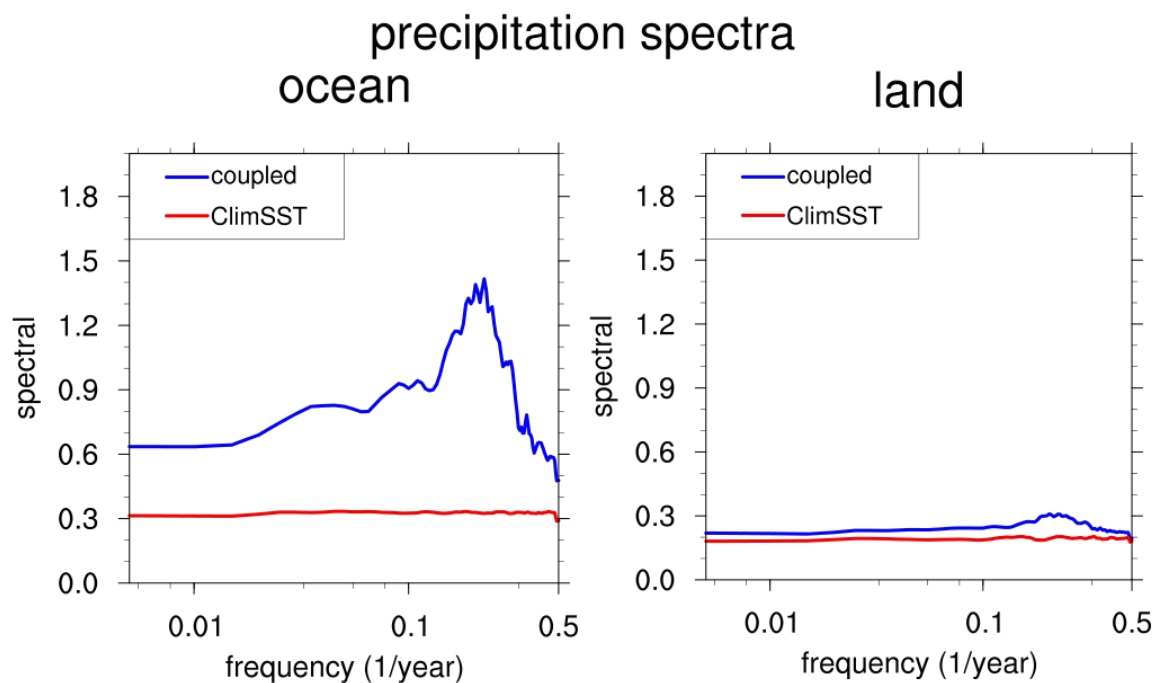 precipitation spectra
ocean
land
coupled
ClimSST
1.8
1.5
1.2
0.9
0.6
0.3
0.0
spectral
0.01
0.1
0.5
frequency (1/year)
coupled
ClimSST
1.8
1.5
1.2
0.9
0.6
0.3
0.0
spectral
0.01
0.1
0.5
frequency (1/year)